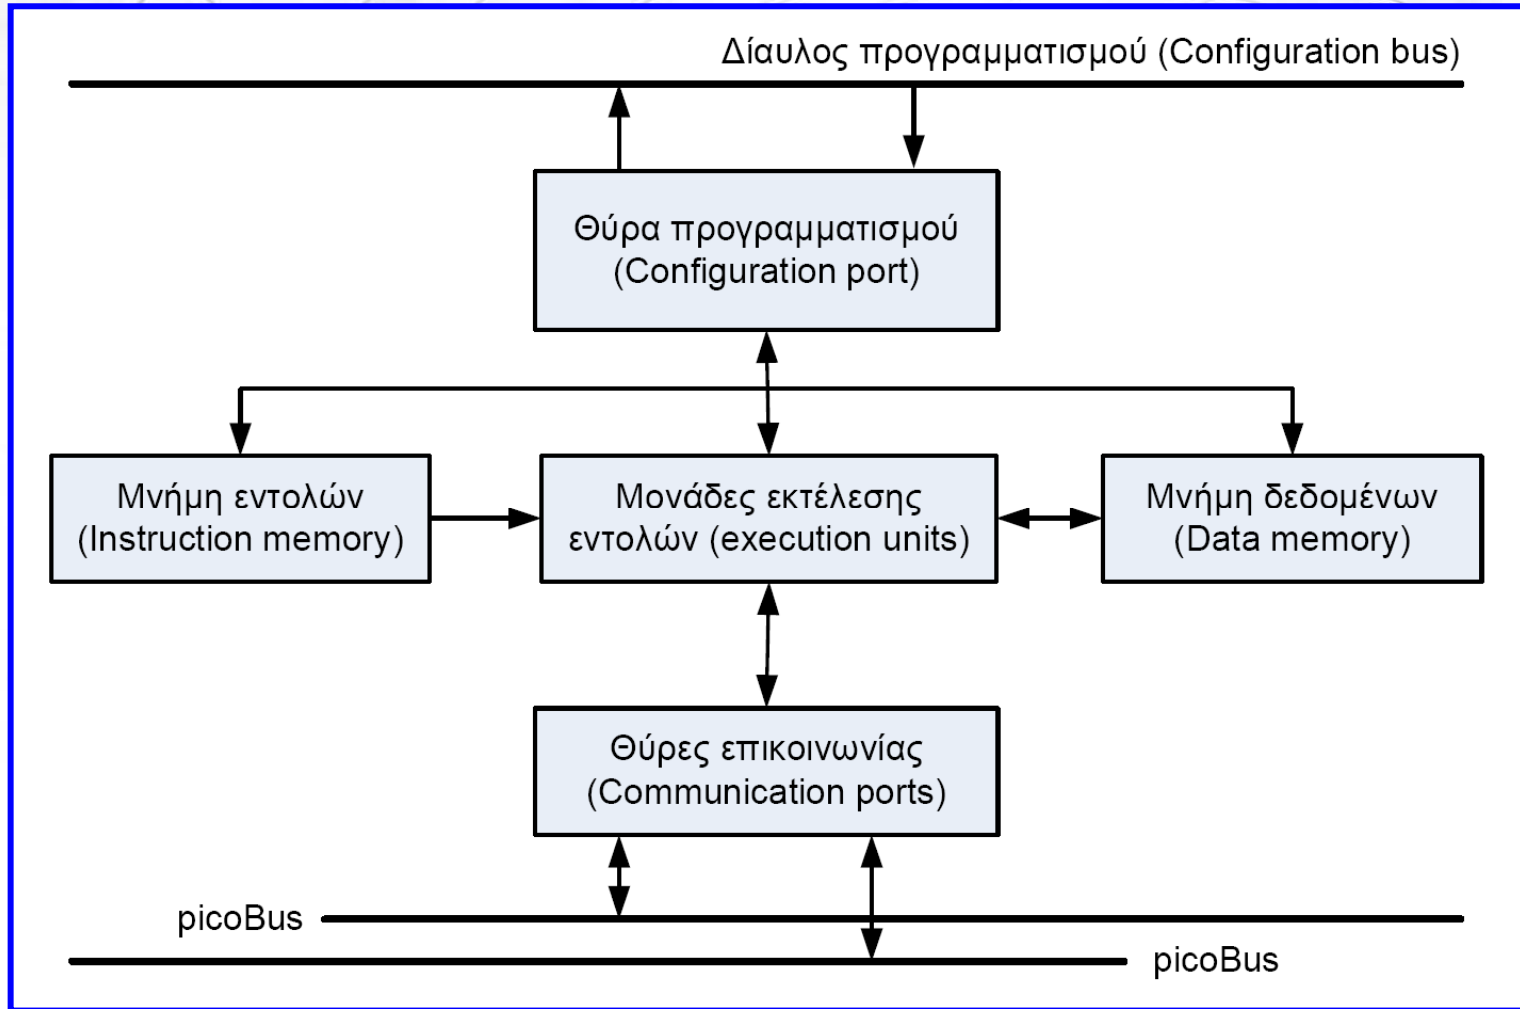 Δίαυλος προγραμματισμού (Configuration bus)
Θύρα προγραμματισμού
(Configuration port)
Μνήμη εντολών
(Instruction memory)
Μονάδες εκτέλεσης
εντολών (execution units)
Μνήμη δεδομένων
(Data memory)
Θύρες επικοινωνίας
(Communication ports)
picoBus
picoBus